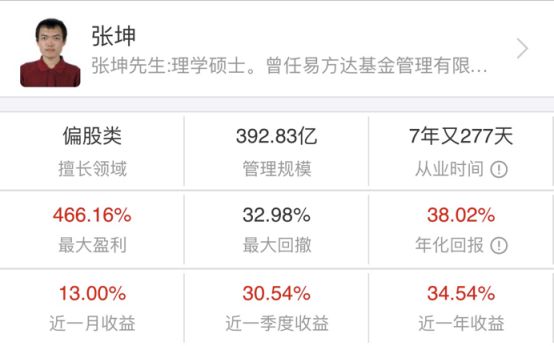 张坤
张坤先生:理学硕士。曾任易方达基金管理有限...
偏股类
392.83亿
7年又277天
擅长领域
管理规模
从业时间
466.16%
32.98%
38.02%
最大盈利
最大回撤
年化回报
13.00%
30.54%
34.54%
近一月收益
近一季度收益
近一年收益